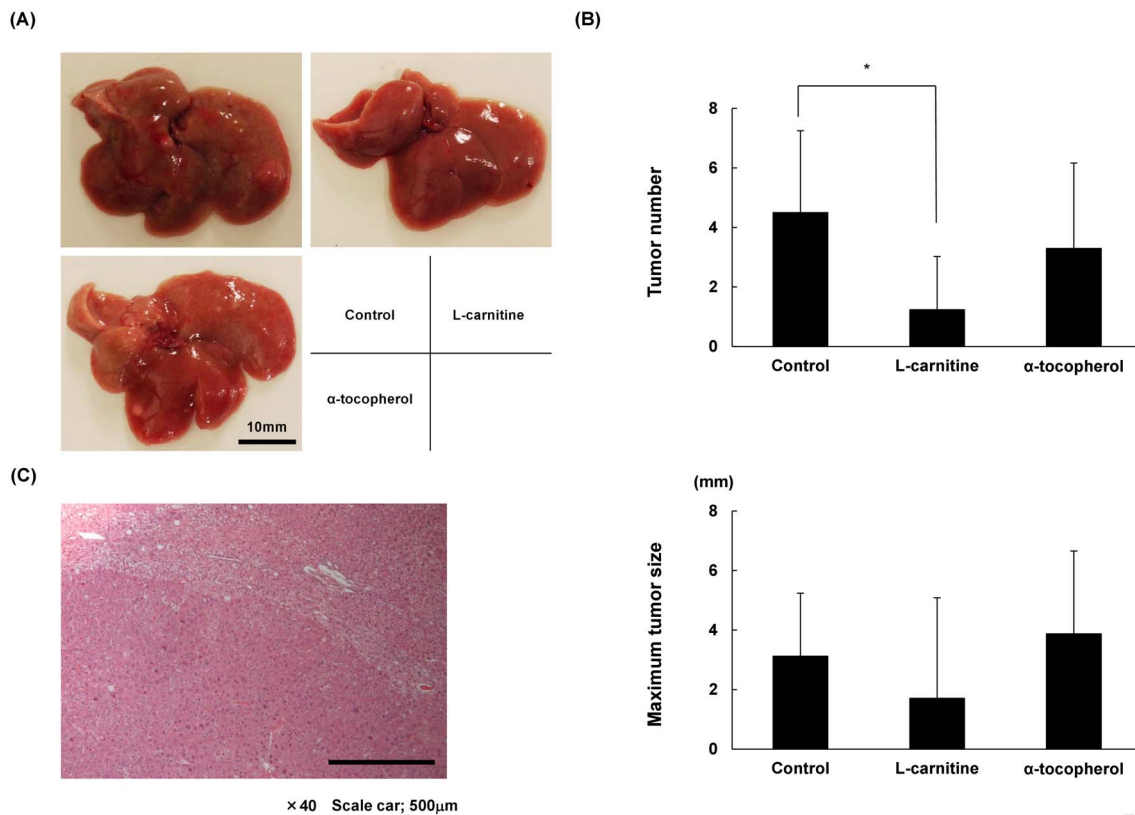 (A)
Control L-carnitine
α-tocopherol
10mm
(B)
*
Tumor number
8
6
4
2
0
Control L-carnitine α-tocopherol
(C)
×40 Scale car; 500μm
(mm)
Maximum tumor size
8
6
4
2
0
Control L-carnitine α-tocopherol